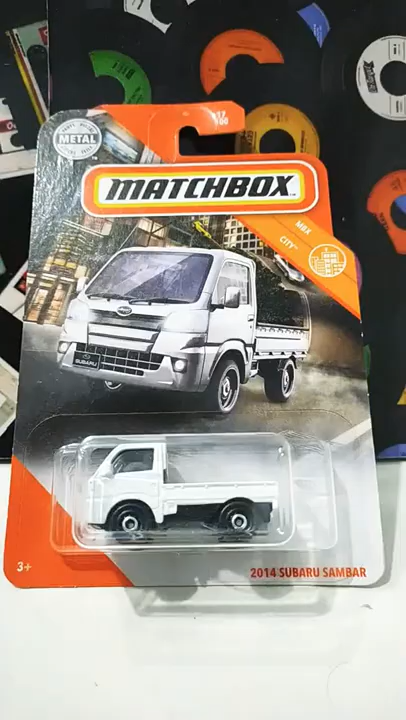 METAL
MATCHBOX
MBX
CITY
SUBARU
3+
2014 SUBARU SAMBAR